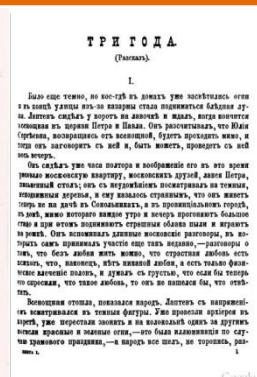 ТРИ ГОДА.
(Разсказъ).
I.
Было еще темно, но кое-гдѣ въ домахъ уже засвѣтились огни
и въ концѣ улицы изъ-за казармы стала подниматься блѣдная лу-
на. Лаптевъ сидѣлъ у воротъ на лавочкѣ и ждалъ, когда кончится
всенощная въ церкви Петра и Павла. Онъ разсчитывалъ, что Юлія
Сергѣевна, возвращаясь отъ всенощной, будетъ проходить мимо, и
тогда онъ заговоритъ съ ней и, быть можетъ, проведетъ съ ней
весь вечеръ.
Онъ сидѣлъ уже часа полтора и воображеніе его въ это время
рисовало московскую квартиру, московскихъ друзей, лакея Петра,
письменный столъ; онъ съ недоумѣніемъ посматривалъ на темныя,
неподвижныя деревья, и ему казалось страннымъ, что онъ живетъ
теперь не на дачѣ въ Сокольникахъ, а въ провинціальномъ городѣ,
въ домѣ, мимо котораго каждое утро и вечеръ прогоняютъ большое
стадо и при этомъ поднимаютъ страшныя облака пыли и играютъ
на рожкѣ. Онъ вспоминалъ длинные московскіе разговоры, въ ко-
торыхъ самъ принималъ участіе еще такъ недавно,—разговоры о
томъ, что безъ любви жить можно, что страстная любовь есть
психозъ, что, наконецъ, нѣтъ никакой любви, а есть только физи-
ческое влеченіе половъ, и думалъ съ грустью, что если бы теперь
его спросили, что такое любовь, то онъ не нашелся бы, что отвѣ-
тить.
Всенощная отошла, показался народъ. Лаптевъ съ напряжені-
емъ всматривался въ темныя фигуры. Уже провезли архіерея въ
каретѣ, уже перестали звонить и на колокольнѣ одинъ за другимъ
погасли красные и зеленые огни,—это была иллюминація по слу-
чаю храмового праздника,—а народъ все шелъ, не торопясь, раз-
книга 1.
1